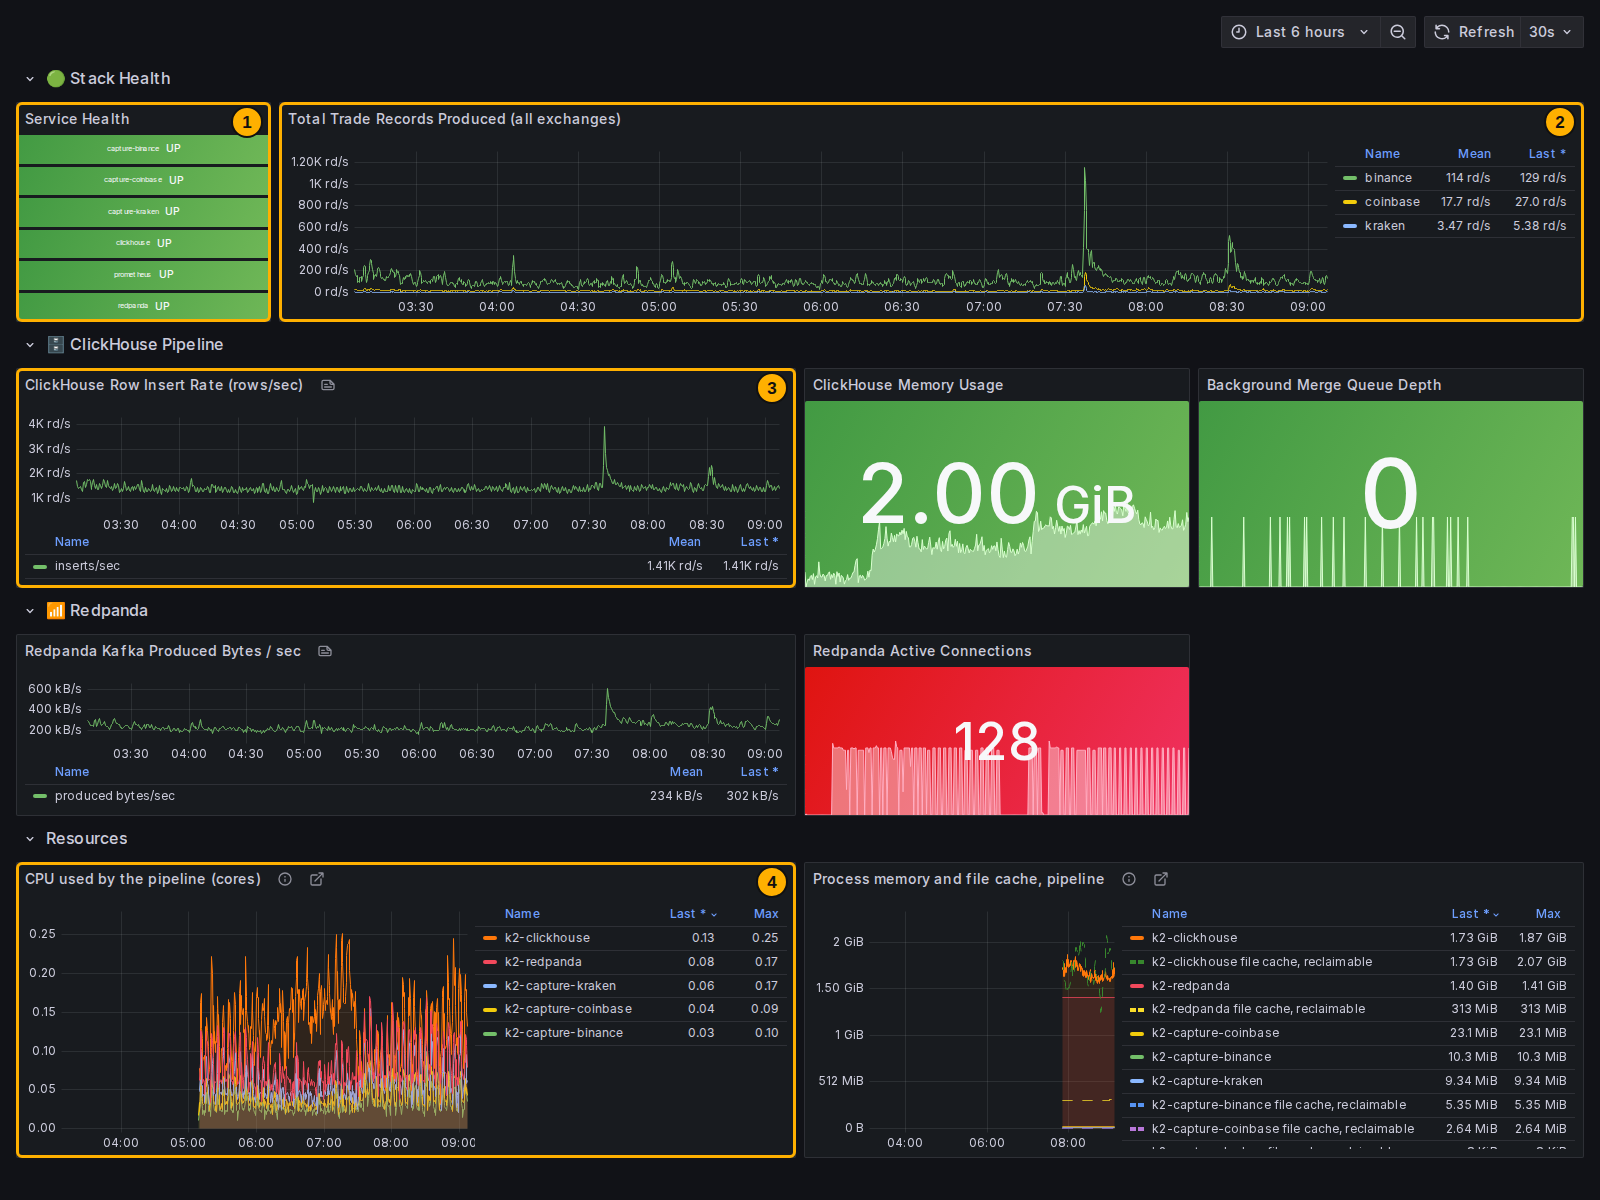 Last 6 hours
Refresh
30s
Stack Health
Service Health
1
capture-binance UP
capture-coinbase UP
capture-kraken UP
clickhouse UP
prometheus UP
redpanda UP
Total Trade Records Produced (all exchanges)
2
1.20K rd/s
1K rd/s
800 rd/s
600 rd/s
400 rd/s
200 rd/s
0 rd/s
03:30 04:00 04:30 05:00 05:30 06:00 06:30 07:00 07:30 08:00 08:30 09:00
Name Mean Last *
binance 114 rd/s 129 rd/s
coinbase 17.7 rd/s 27.0 rd/s
kraken 3.47 rd/s 5.38 rd/s
ClickHouse Pipeline
ClickHouse Row Insert Rate (rows/sec)
3
4K rd/s
3K rd/s
2K rd/s
1K rd/s
03:30 04:00 04:30 05:00 05:30 06:00 06:30 07:00 07:30 08:00 08:30 09:00
Name Mean Last *
inserts/sec 1.41K rd/s 1.41K rd/s
ClickHouse Memory Usage
2.00 GiB
Background Merge Queue Depth
0
Redpanda
Redpanda Kafka Produced Bytes / sec
600 kB/s
400 kB/s
200 kB/s
03:30 04:00 04:30 05:00 05:30 06:00 06:30 07:00 07:30 08:00 08:30 09:00
Name Mean Last *
produced bytes/sec 234 kB/s 302 kB/s
Redpanda Active Connections
128
Resources
CPU used by the pipeline (cores)
4
0.25
0.20
0.15
0.10
0.05
0.00
04:00 05:00 06:00 07:00 08:00 09:00
Name Last * Max
k2-clickhouse 0.13 0.25
k2-redpanda 0.08 0.17
k2-capture-kraken 0.06 0.17
k2-capture-coinbase 0.04 0.09
k2-capture-binance 0.03 0.10
Process memory and file cache, pipeline
2 GiB
1.50 GiB
1 GiB
512 MiB
0 B
04:00 06:00 08:00
Name Last * Max
k2-clickhouse 1.73 GiB 1.87 GiB
k2-clickhouse file cache, reclaimable 1.73 GiB 2.07 GiB
k2-redpanda 1.40 GiB 1.41 GiB
k2-redpanda file cache, reclaimable 313 MiB 313 MiB
k2-capture-coinbase 23.1 MiB 23.1 MiB
k2-capture-binance 10.3 MiB 10.3 MiB
k2-capture-kraken 9.34 MiB 9.34 MiB
k2-capture-binance file cache, reclaimable 5.35 MiB 5.35 MiB
k2-capture-coinbase file cache, reclaimable 2.64 MiB 2.64 MiB